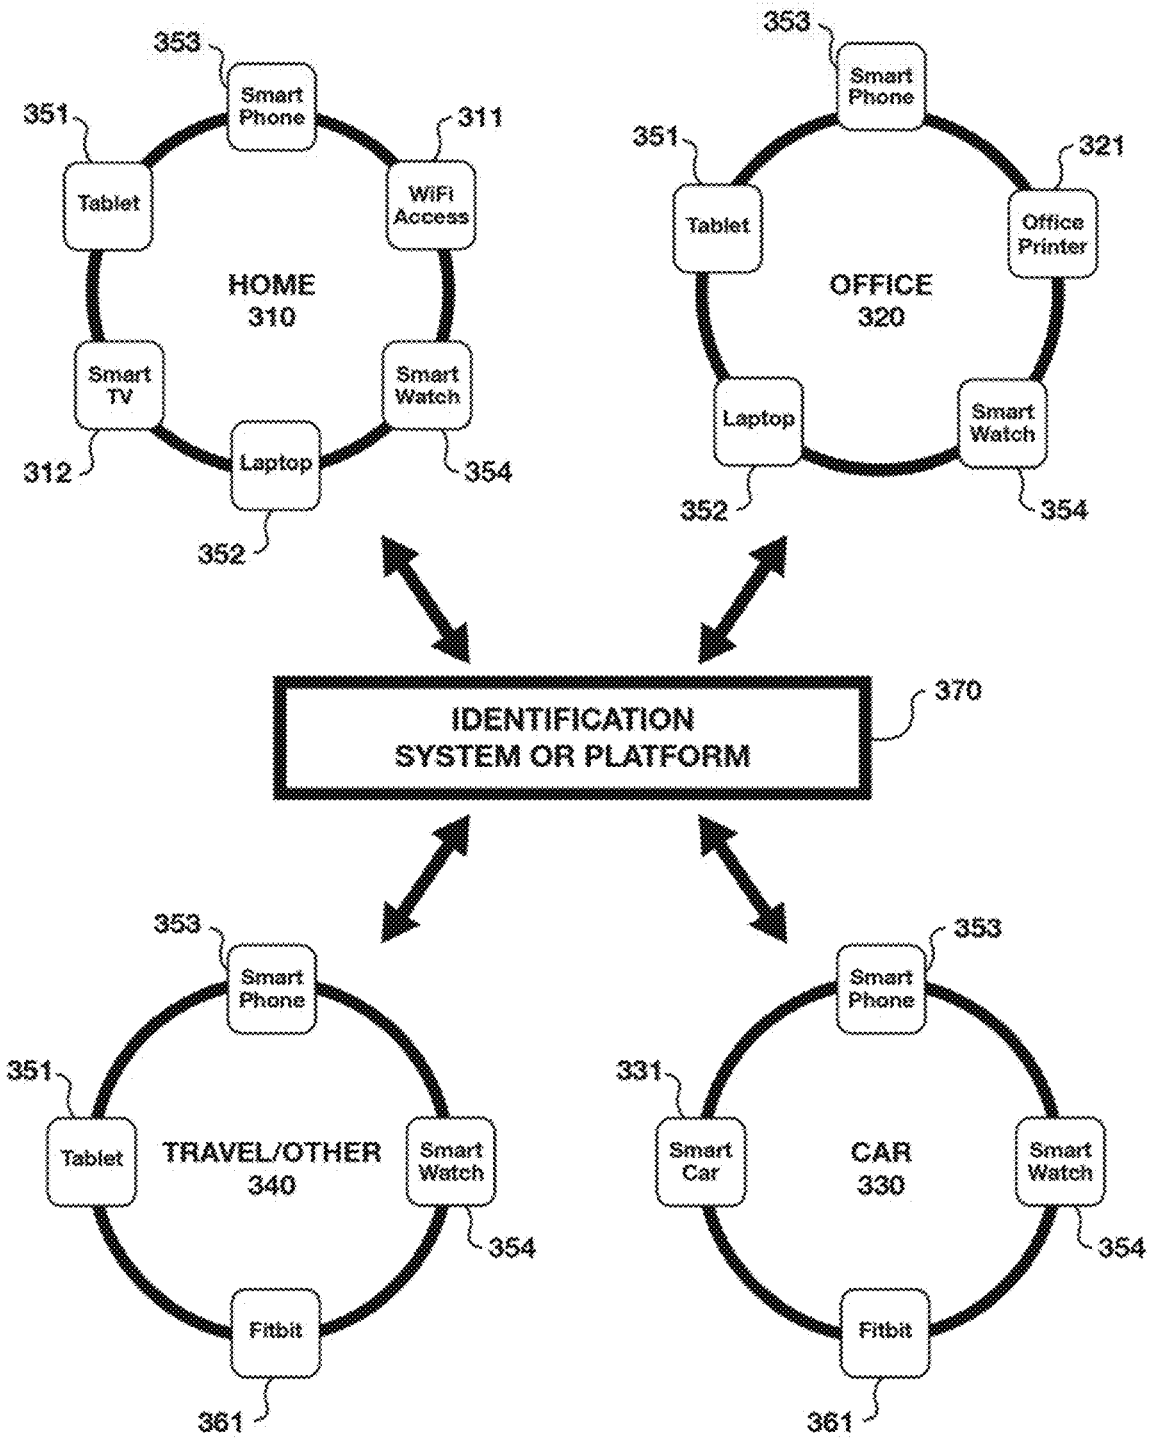 353
Smart
Phone
351
Tablet
311
WiFi
Access
HOME
310
Smart
TV
312
Smart
Watch
354
Laptop
352
353
Smart
Phone
351
Tablet
321
Office
Printer
OFFICE
320
Laptop
352
Smart
Watch
354
IDENTIFICATION
SYSTEM OR PLATFORM
370
353
Smart
Phone
351
Tablet
TRAVEL/OTHER
340
Smart
Watch
354
Fitbit
361
353
Smart
Phone
331
Smart
Car
CAR
330
Smart
Watch
354
Fitbit
361